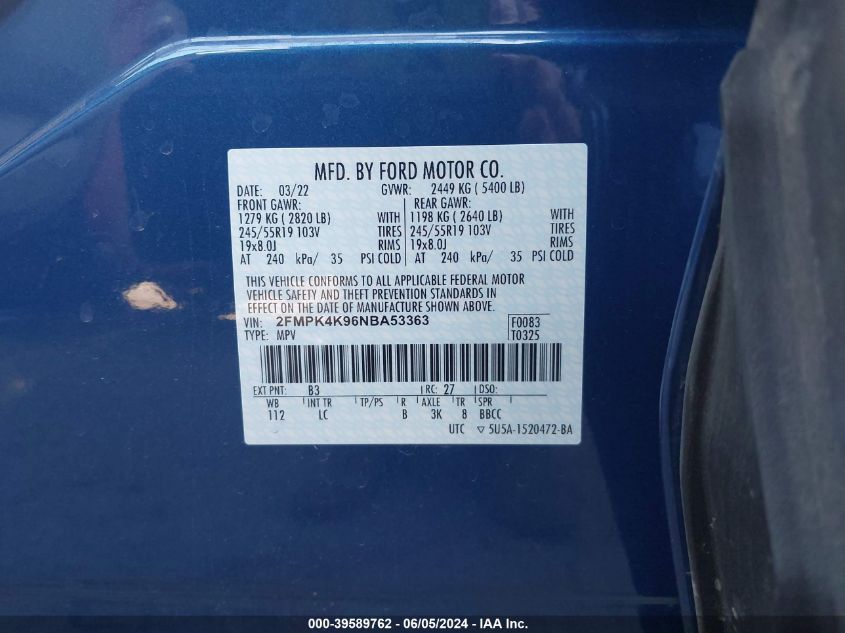 MFD. BY FORD MOTOR CO.
DATE: 03/22 GVWR: 2449 KG ( 5400 LB)
FRONT GAWR: REAR GAWR:
1279 KG ( 2820 LB) WITH 1198 KG ( 2640 LB) WITH
245/55R19 103V TIRES 245/55R19 103V TIRES
19x8.0J RIMS 19x8.0J RIMS
AT 240 kPa/ 35 PSI COLD AT 240 kPa/ 35 PSI COLD
THIS VEHICLE CONFORMS TO ALL APPLICABLE FEDERAL MOTOR
VEHICLE SAFETY AND THEFT PREVENTION STANDARDS IN
EFFECT ON THE DATE OF MANUFACTURE SHOWN ABOVE.
VIN: 2FMPK4K96NBA53363 F0083
TYPE: MPV T0325
EXT PNT: B3 RC: 27 DSO:
WB INT TR TP/PS R AXLE TR SPR
112 LC B 3K 8 BBCC
UTC ▽ 5U5A-1520472-BA
000-39589762 - 06/05/2024 - IAA Inc.